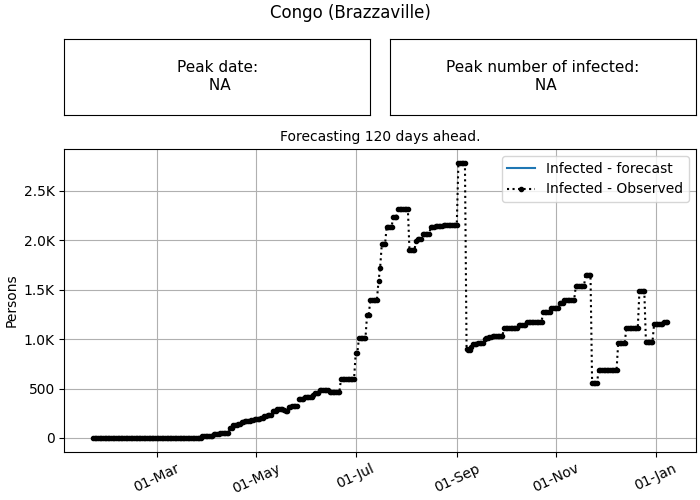 Congo (Brazzaville)
Peak date:
NA
Peak number of infected:
NA
Forecasting 120 days ahead.
Infected - forecast
Infected - Observed
2.5K
2.0K
1.5K
1.0K
500
0
Persons
01-Mar
01-May
01-Jul
01-Sep
01-Nov
01-Jan